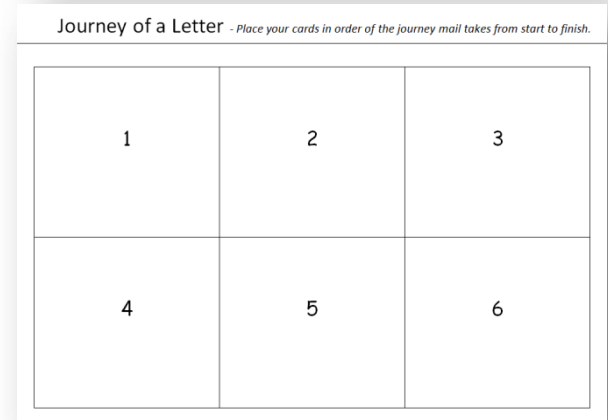 Journey of a Letter - Place your cards in order of the journey mail takes from start to finish.
1 2 3
4 5 6